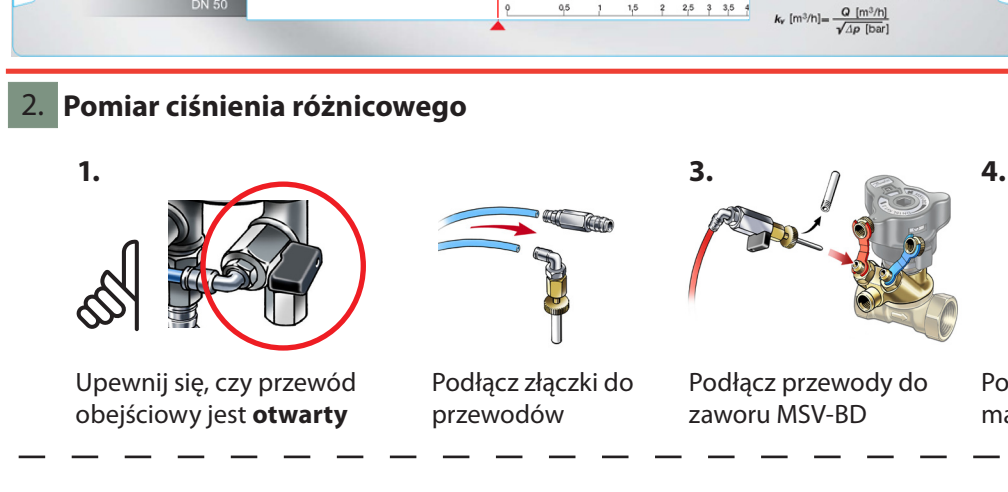 DN 50
0 0,5 1 1,5 2 2,5 3 3,5 4
kv [m³/h]= Q [m³/h]
√Δp [bar]
2. Pomiar ciśnienia różnicowego
1.
3.
4.
Upewnij się, czy przewód
obejściowy jest otwarty
Podłącz złączki do
przewodów
Podłącz przewody do
zaworu MSV-BD
Po
ma